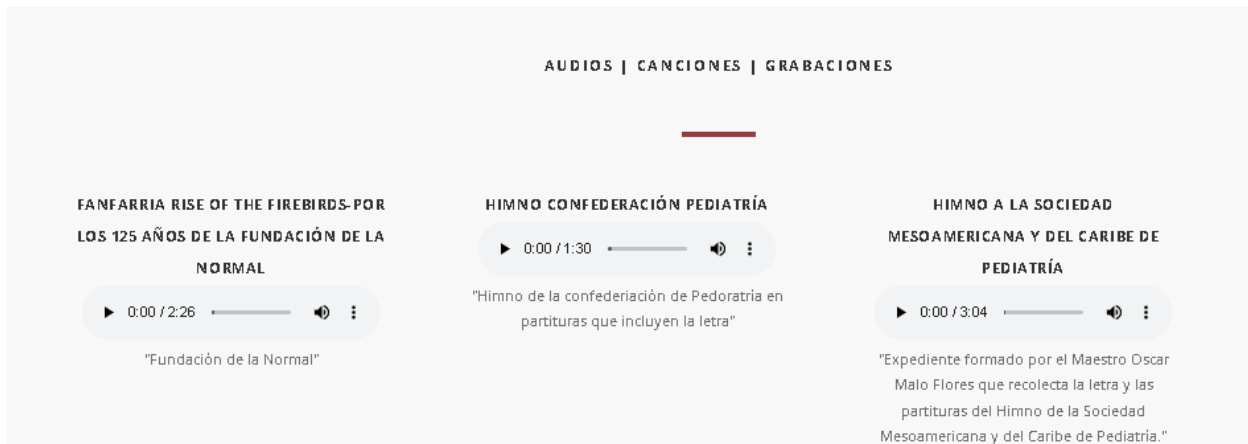 AUDIOS | CANCIONES | GRABACIONES
FANFARRIA RISE OF THE FIREBIRDS-POR
LOS 125 AÑOS DE LA FUNDACIÓN DE LA
NORMAL
0:00 / 2:26
"Fundación de la Normal"
HIMNO CONFEDERACIÓN PEDIATRÍA
0:00 / 1:30
"Himno de la confederiación de Pedoratria en
partituras que incluyen la letra"
HIMNO A LA SOCIEDAD
MESOAMERICANA Y DEL CARIBE DE
PEDIATRÍA
0:00 / 3:04
"Expediente formado por el Maestro Oscar
Malo Flores que recolecta la letra y las
partituras del Himno de la Sociedad
Mesoamericana y del Caribe de Pediatria."